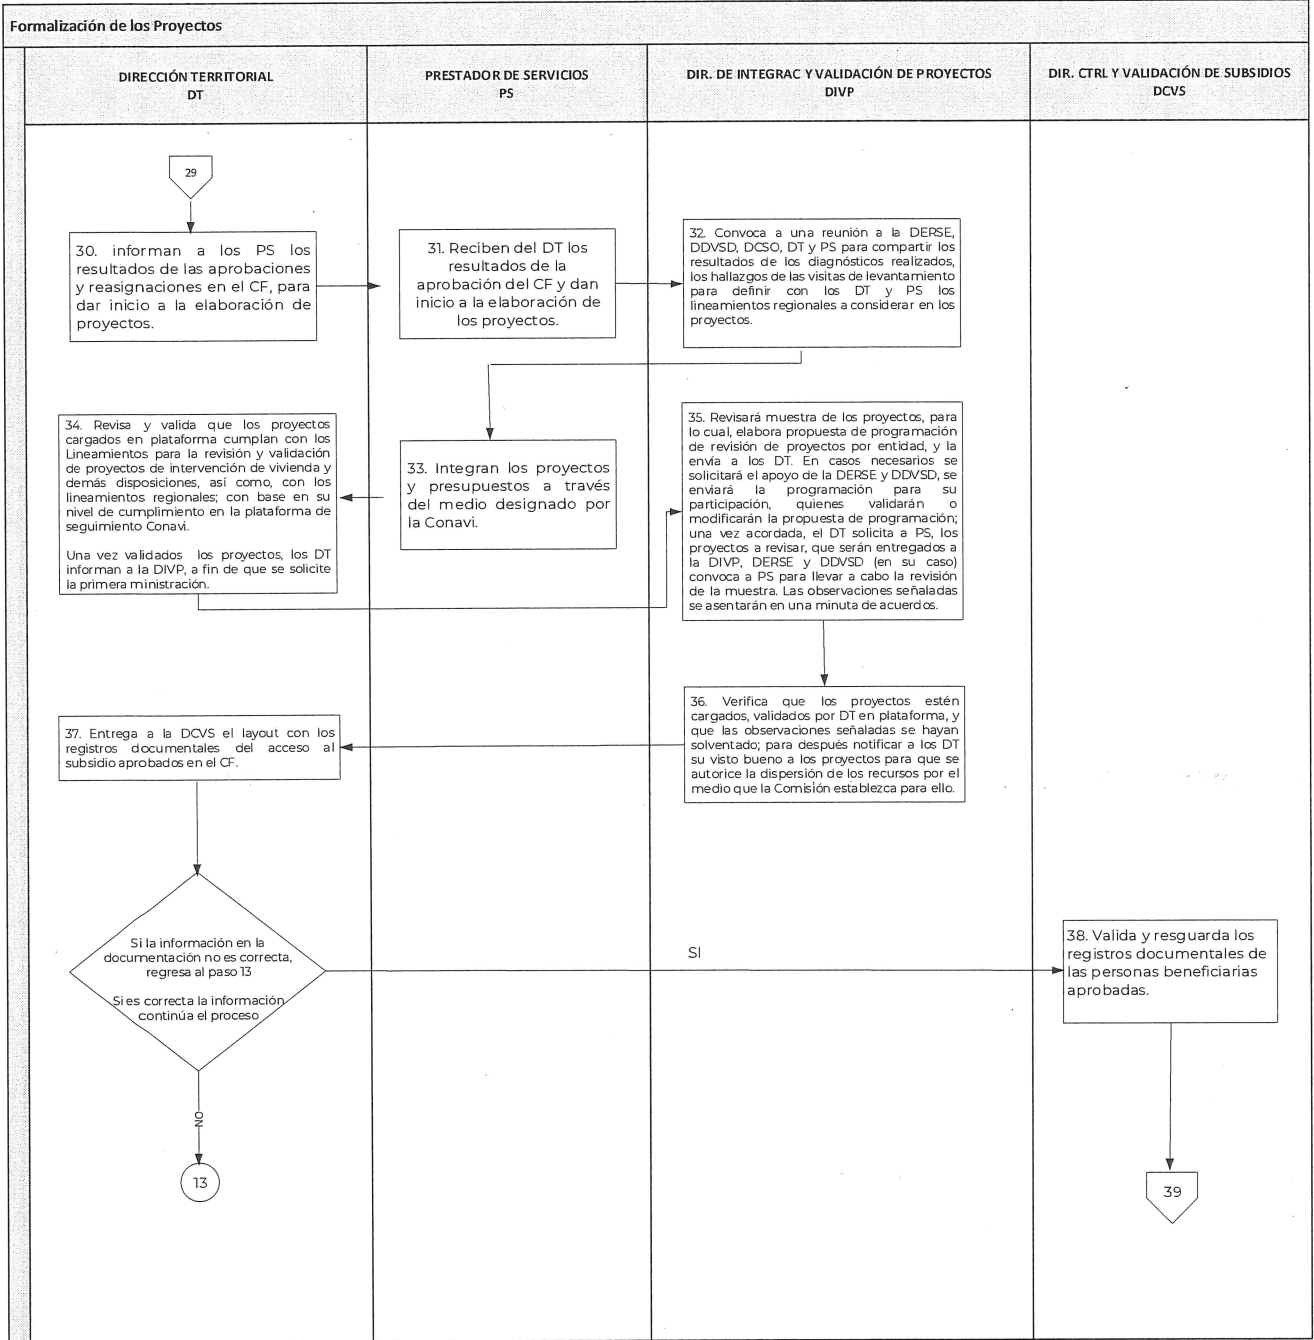 Formalización de los Proyectos
DIRECCIÓN TERRITORIAL
DT
PRESTADOR DE SERVICIOS
PS
DIR. DE INTEGRAC Y VALIDACIÓN DE PROYECTOS
DIVP
DIR. CTRL Y VALIDACIÓN DE SUBSIDIOS
DCVS
29
30. informan a los PS los
resultados de las aprobaciones
y reasignaciones en el CF, para
dar inicio a la elaboración de
proyectos.
31. Reciben del DT los
resultados de la
aprobación del CF y dan
inicio a la elaboración de
los proyectos.
32. Convoca a una reunión a la DERSE,
DDVSD, DCSO, DT y PS para compartir los
resultados de los diagnósticos realizados,
los hallazgos de las visitas de levantamiento
para definir con los DT y PS los
lineamientos regionales a considerar en los
proyectos.
33. Integran los proyectos
y presupuestos a través
del medio designado por
la Conavi.
34. Revisa y valida que los proyectos
cargados en plataforma cumplan con los
Lineamientos para la revisión y validación
de proyectos de intervención de vivienda y
demás disposiciones, así como, con los
lineamientos regionales; con base en su
nivel de cumplimiento en la plataforma de
seguimiento Conavi.
Una vez validados los proyectos, los DT
informan a la DIVP, a fin de que se solicite
la primera ministración.
35. Revisará muestra de los proyectos, para
lo cual, elabora propuesta de programación
de revisión de proyectos por entidad, y la
envía a los DT. En casos necesarios se
solicitará el apoyo de la DERSE y DDVSD, se
enviará la programación para su
participación, quienes validarán o
modificarán la propuesta de programación;
una vez acordada, el DT solicita a PS, los
proyectos a revisar, que serán entregados a
la DIVP, DERSE y DDVSD (en su caso)
convoca a PS para llevar a cabo la revisión
de la muestra. Las observaciones señaladas
se asentarán en una minuta de acuerdos.
36. Verifica que los proyectos estén
cargados, validados por DT en plataforma, y
que las observaciones señaladas se hayan
solventado; para después notificar a los DT
su visto bueno a los proyectos para que se
autorice la dispersión de los recursos por el
medio que la Comisión establezca para ello.
37. Entrega a la DCVS el layout con los
registros documentales del acceso al
subsidio aprobados en el CF.
Si la información en la
documentación no es correcta,
regresa al paso 13
Si es correcta la información
continúa el proceso
SI
38. Valida y resguarda los
registros documentales de
las personas beneficiarias
aprobadas.
NO
13
39